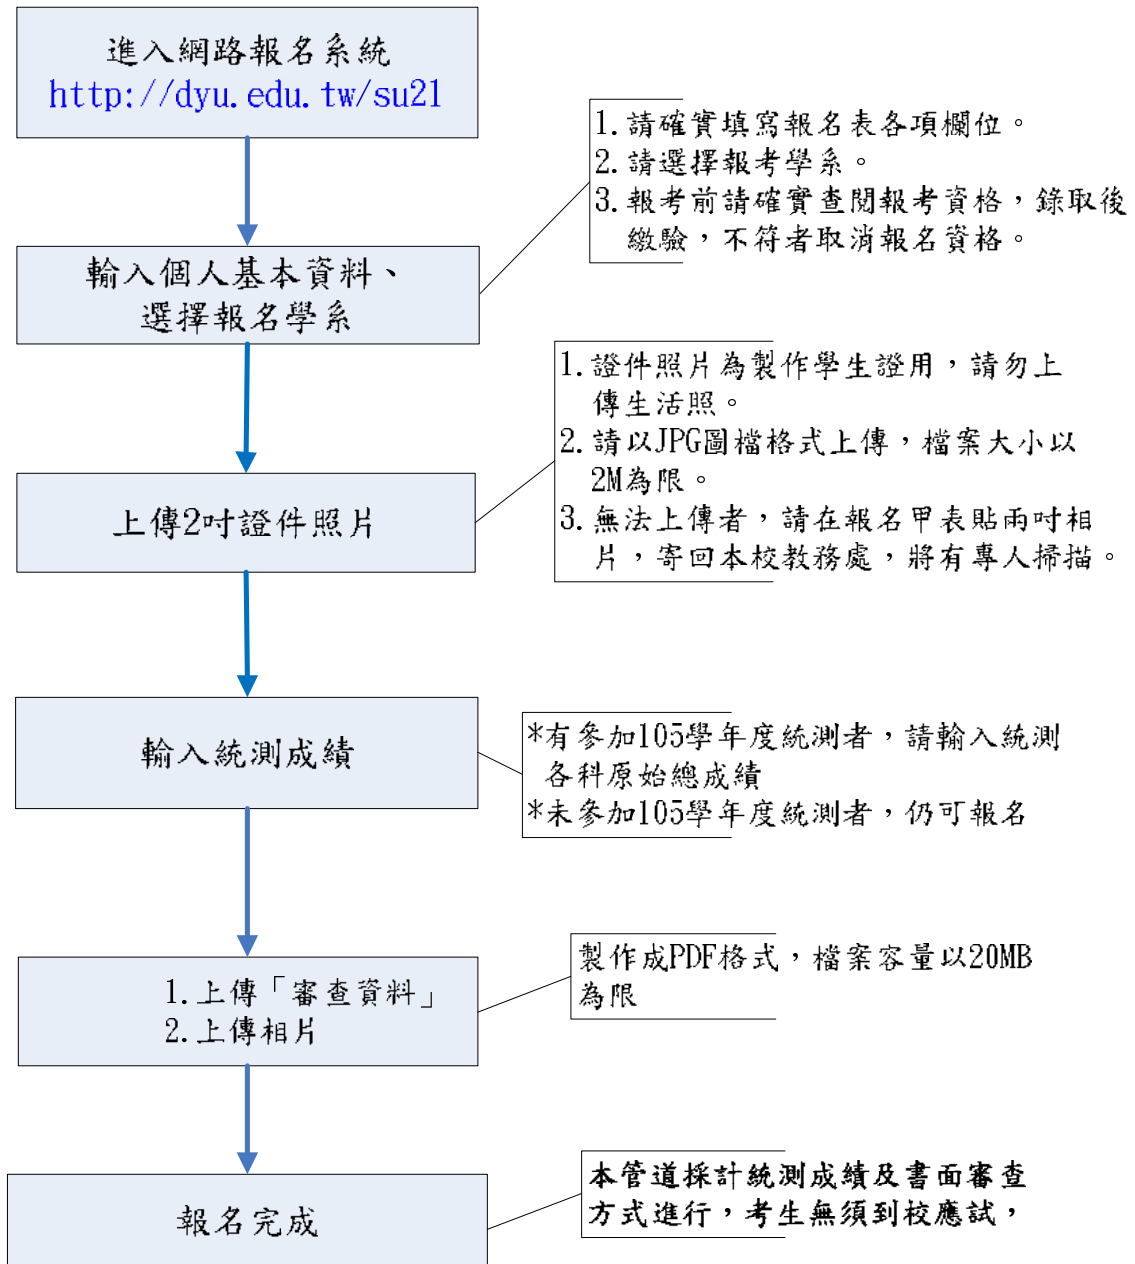 進入網路報名系統
http://dyu.edu.tw/su21
1.請確實填寫報名表各項欄位。
2.請選擇報考學系。
3.報考前請確實查閱報考資格，錄取後
繳驗，不符者取消報名資格。
輸入個人基本資料、
選擇報名學系
1.證件照片為製作學生證用，請勿上
傳生活照。
2.請以JPG圖檔格式上傳，檔案大小以
2M為限。
3.無法上傳者，請在報名甲表貼兩吋相
片，寄回本校教務處，將有專人掃描。
上傳2吋證件照片
輸入統測成績
*有參加105學年度統測者，請輸入統測
各科原始總成績
*未參加105學年度統測者，仍可報名
製作成PDF格式，檔案容量以20MB
為限
1.上傳「審查資料」
2.上傳相片
本管道採計統測成績及書面審查
方式進行，考生無須到校應試，
報名完成